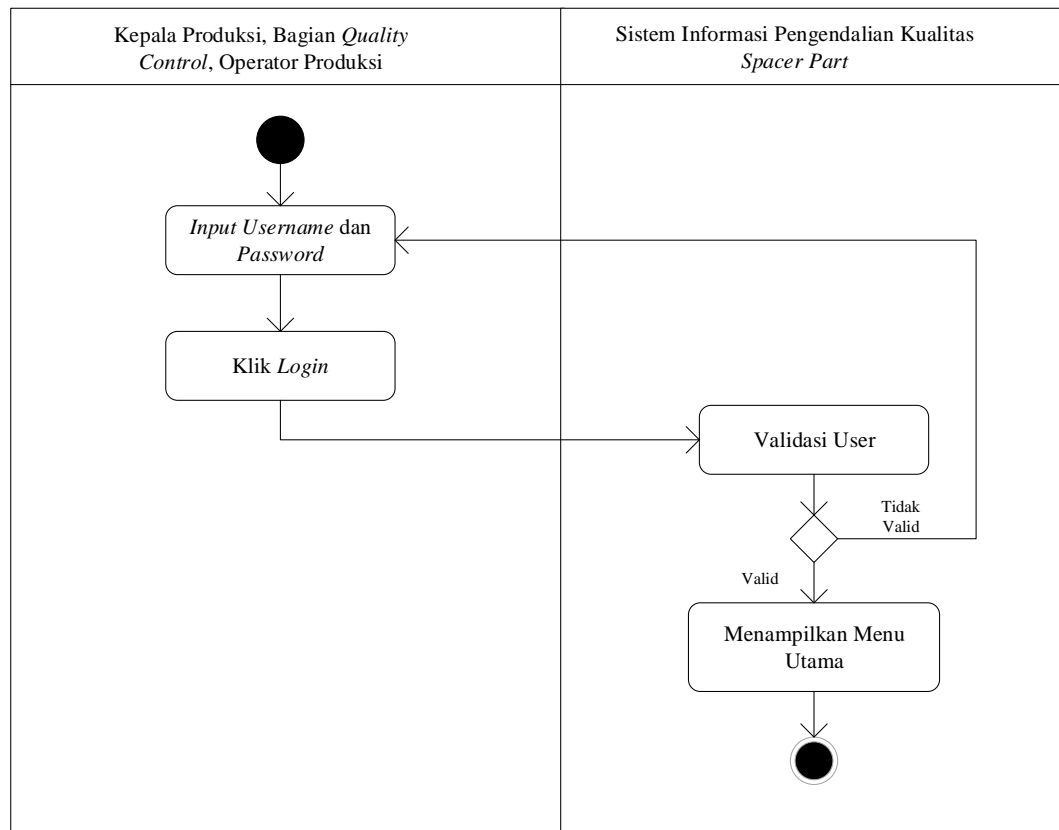 Kepala Produksi, Bagian Quality
Control, Operator Produksi
Sistem Informasi Pengendalian Kualitas
Spacer Part
Input Username dan
Password
Klik Login
Validasi User
Tidak
Valid
Valid
Menampilkan Menu
Utama